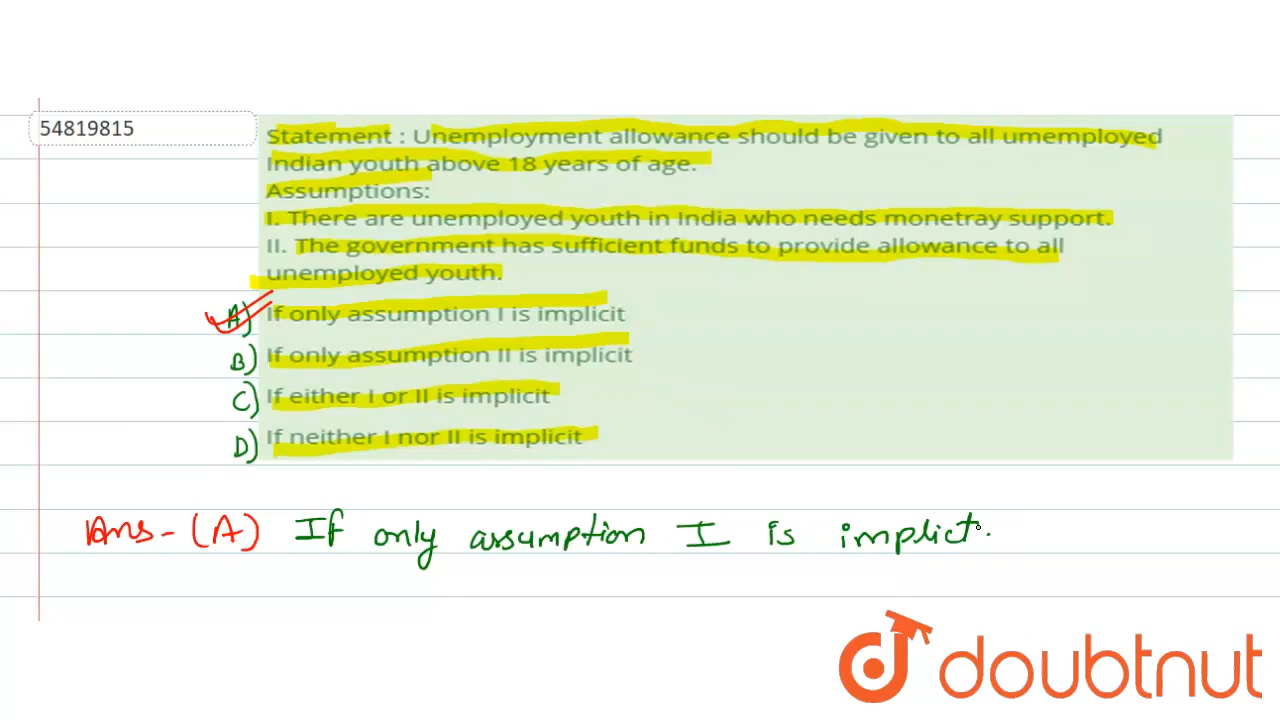 54819815
Statement : Unemployment allowance should be given to all umemployed
Indian youth above 18 years of age.
Assumptions:
I. There are unemployed youth in India who needs monetray support.
II. The government has sufficient funds to provide allowance to all
unemployed youth.
A) If only assumption I is implicit
B) If only assumption II is implicit
C) If either I or II is implicit
D) If neither I nor II is implicit
Ans - (A) If only assumption I is implict.
doubtnut